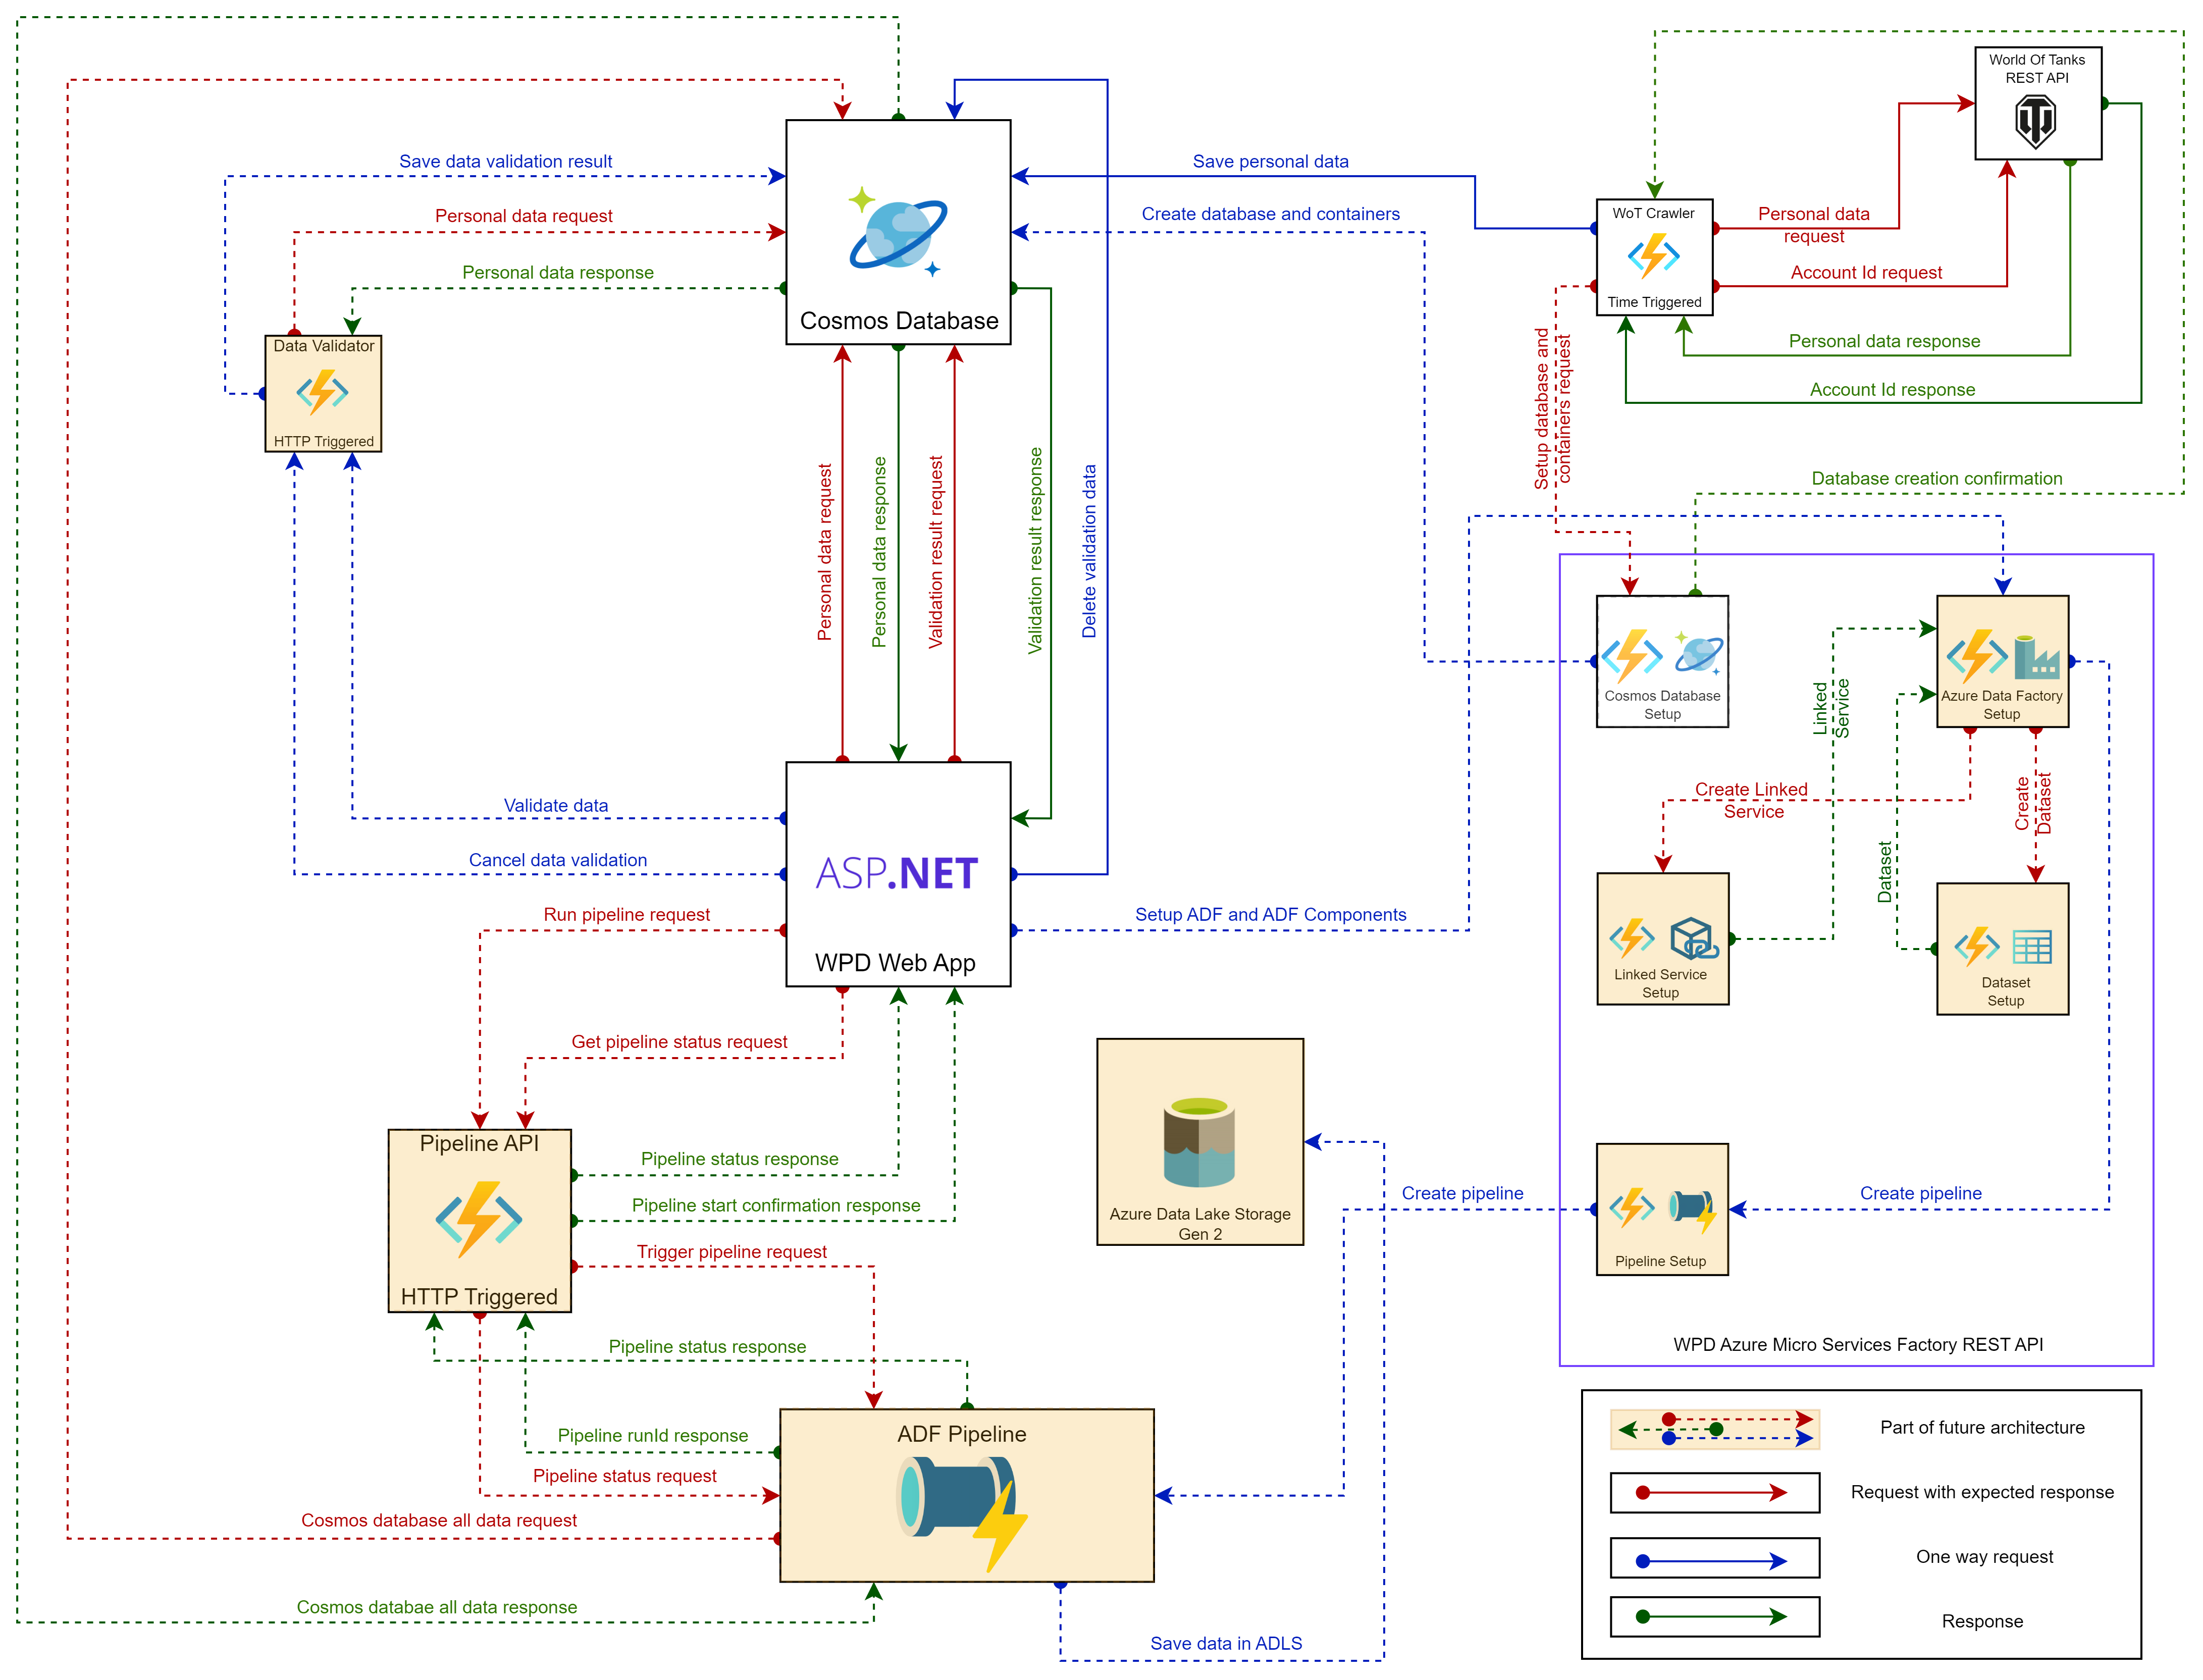 World Of Tanks
REST API
Save data validation result
Save personal data
Personal data request
Create database and containers
WoT Crawler
Personal data
request
Personal data response
Account Id request
Time Triggered
Cosmos Database
Data Validator
HTTP Triggered
Personal data response
Account Id response
Setup database and
containers request
Personal data request
Personal data response
Validation result request
Validation result response
Delete validation data
Database creation confirmation
Cosmos Database
Setup
Azure Data Factory
Setup
Linked
Service
Create Linked
Service
Create
Dataset
Dataset
Validate data
Cancel data validation
ASP.NET
Run pipeline request
Setup ADF and ADF Components
WPD Web App
Linked Service
Setup
Dataset
Setup
Get pipeline status request
Pipeline API
HTTP Triggered
Pipeline status response
Pipeline start confirmation response
Trigger pipeline request
Azure Data Lake Storage
Gen 2
Create pipeline
Create pipeline
Pipeline Setup
WPD Azure Micro Services Factory REST API
Pipeline status response
Pipeline runId response
Pipeline status request
Cosmos database all data request
ADF Pipeline
Cosmos databae all data response
Save data in ADLS
Part of future architecture
Request with expected response
One way request
Response